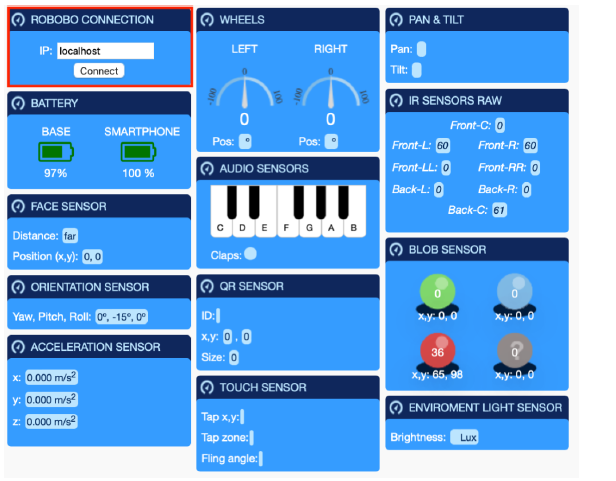 ROBOBO CONNECTION
IP: localhost
Connect
BATTERY
BASE SMARTPHONE
97% 100 %
FACE SENSOR
Distance: far
Position (x,y): 0, 0
ORIENTATION SENSOR
Yaw, Pitch, Roll: 0º, -15º, 0º
ACCELERATION SENSOR
x: 0.000 m/s²
y: 0.000 m/s²
z: 0.000 m/s²
WHEELS
LEFT RIGHT
0 0
-100 100 -100 100
0 0
Pos: º Pos: º
AUDIO SENSORS
C D E F G A B
Claps:
QR SENSOR
ID:
x,y: 0 , 0
Size: 0
TOUCH SENSOR
Tap x,y:
Tap zone:
Fling angle:
PAN & TILT
Pan:
Tilt:
IR SENSORS RAW
Front-C: 0
Front-L: 60 Front-R: 60
Front-LL: 0 Front-RR: 0
Back-L: 0 Back-R: 0
Back-C: 61
BLOB SENSOR
0 0
x,y: 0, 0 x,y: 0, 0
36 0
x,y: 65, 98 x,y: 0, 0
ENVIROMENT LIGHT SENSOR
Brightness: Lux